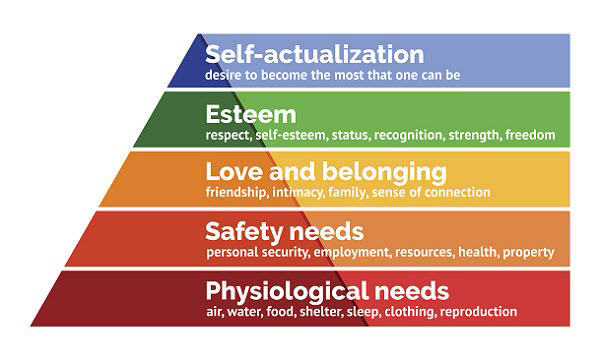 Self-actualization
desire to become the most that one can be
Esteem
respect, self-esteem, status, recognition, strength, freedom
Love and belonging
friendship, intimacy, family, sense of connection
Safety needs
personal security, employment, resources, health, property
Physiological needs
air, water, food, shelter, sleep, clothing, reproduction